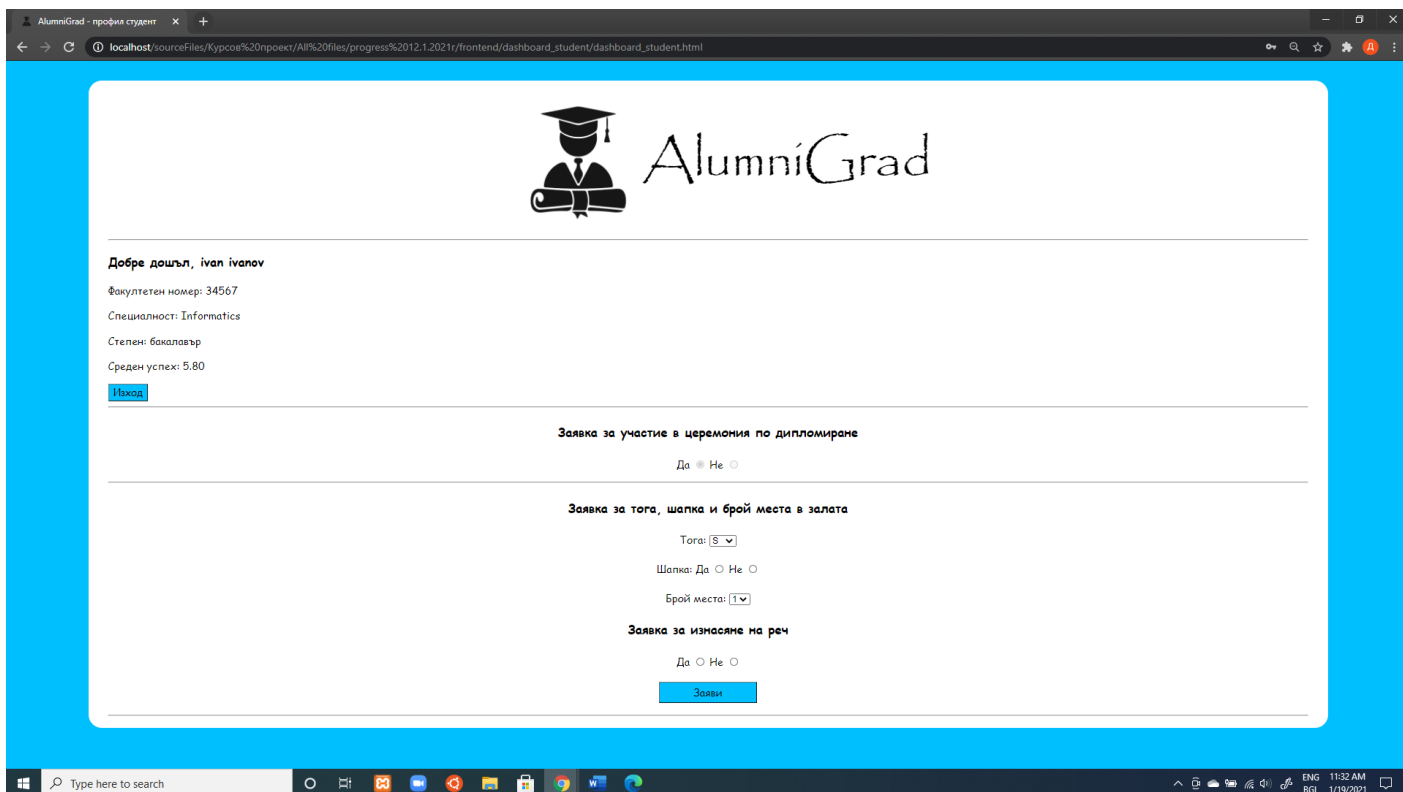 AlumniGrad - профил студент
localhost/sourceFiles/Курсов%20проект/All%20files/progress%2012.1.2021г/frontend/dashboard_student/dashboard_student.html
Д
AlumniGrad
Добре дошъл, ivan ivanov
Факултетен номер: 34567
Специалност: Informatics
Степен: бакалавър
Среден успех: 5.80
Изход
Заявка за участие в церемония по дипломиране
Да Не
Заявка за тога, шапка и брой места в залата
Тога: S
Шапка: Да Не
Брой места: 1
Заявка за изнасяне на реч
Да Не
Заяви
Type here to search
ENG 11:32 AM
BGL 1/19/2021